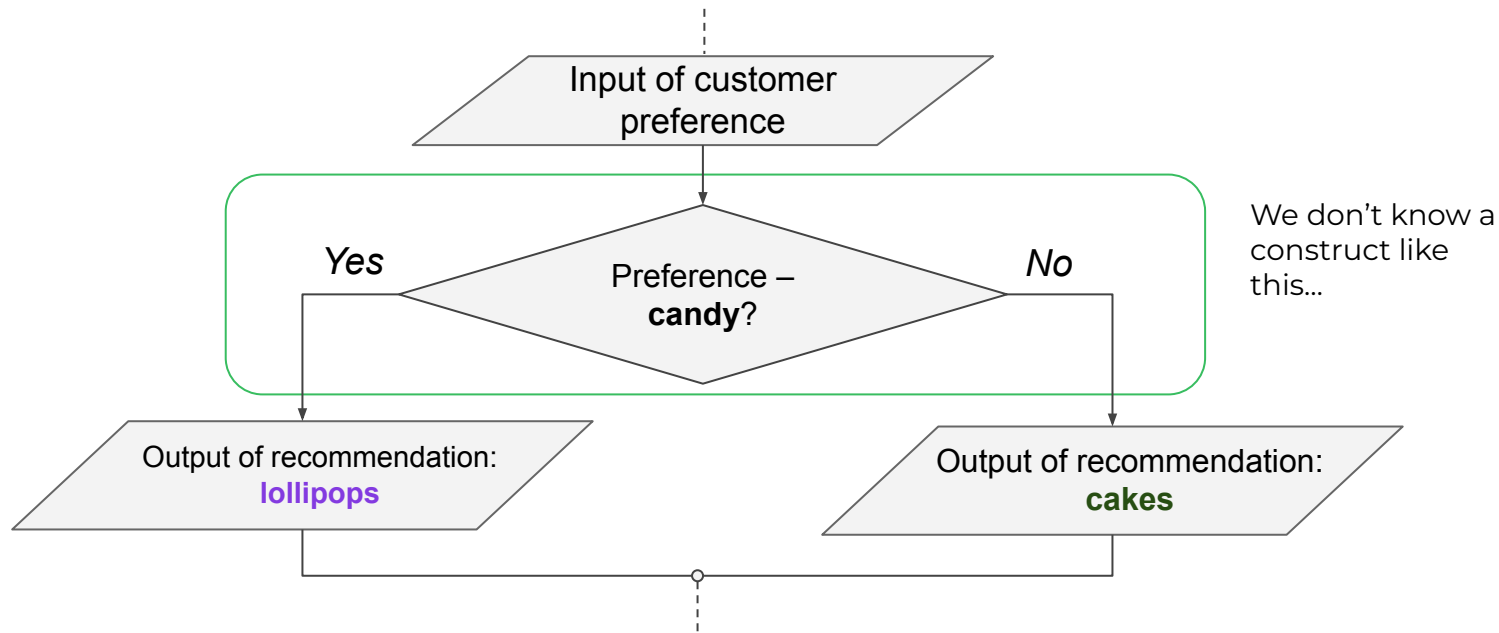 Input of customer
preference
We don’t know a
construct like
this...
Yes
No
Preference –
candy?
Output of recommendation:
lollipops
Output of recommendation:
cakes